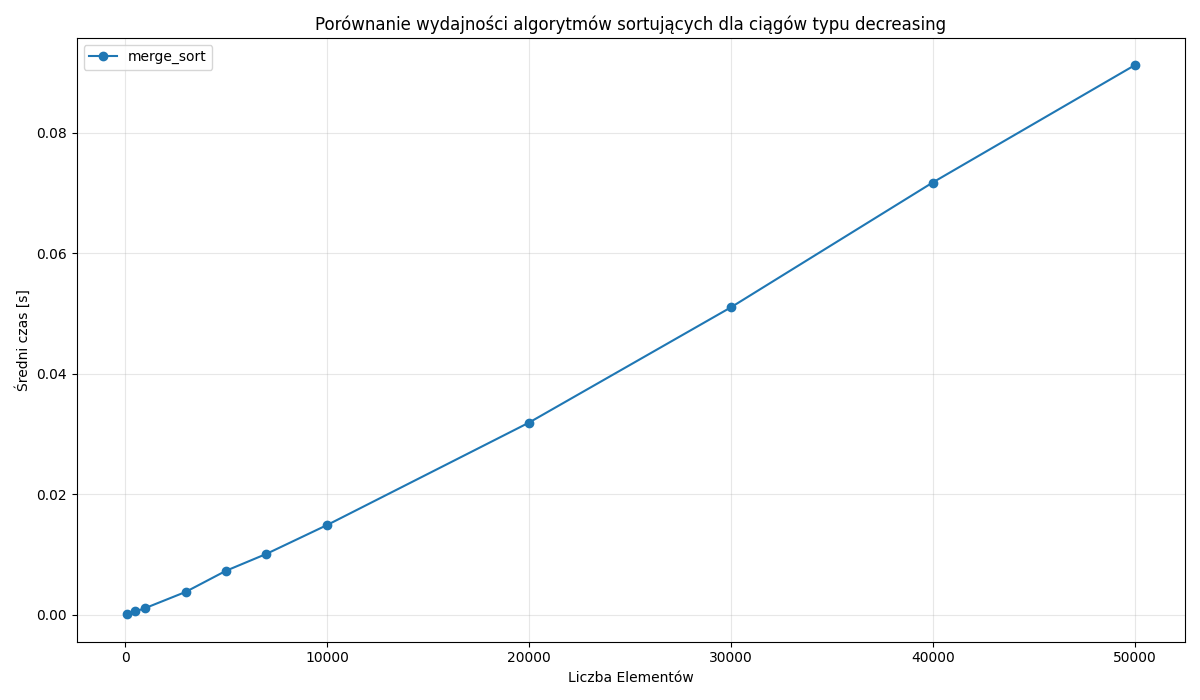 Porównanie wydajności algorytmów sortujących dla ciągów typu decreasing
merge_sort
Średni czas [s]
0.08
0.06
0.04
0.02
0.00
0 10000 20000 30000 40000 50000
Liczba Elementów